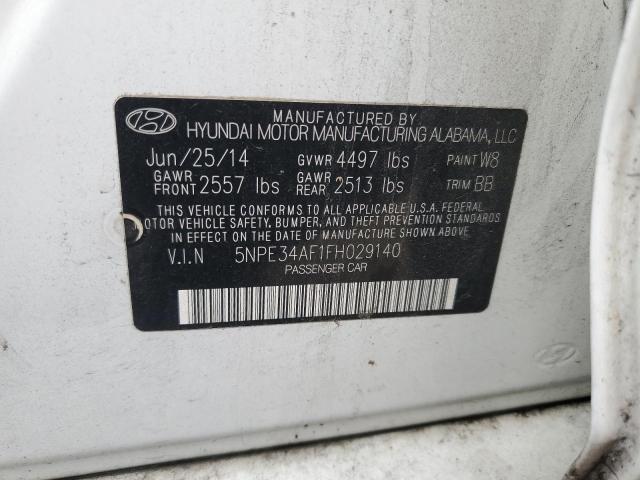 MANUFACTURED BY
HYUNDAI MOTOR MANUFACTURING ALABAMA, LLC
Jun/25/14 GVWR 4497 lbs PAINT W8
GAWR FRONT 2557 lbs GAWR REAR 2513 lbs TRIM BB
THIS VEHICLE CONFORMS TO ALL APPLICABLE U.S.A. FEDERAL
MOTOR VEHICLE SAFETY, BUMPER, AND THEFT PREVENTION STANDARDS
IN EFFECT ON THE DATE OF MANUFACTURE SHOWN ABOVE.
V.I.N 5NPE34AF1FH029140
PASSENGER CAR